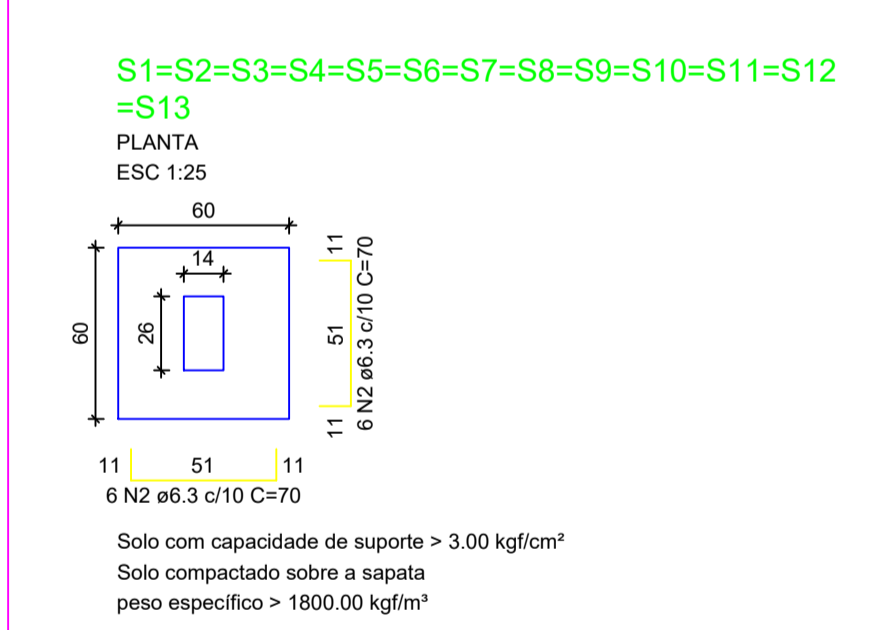 S1=S2=S3=S4=S5=S6=S7=S8=S9=S10=S11=S12
=S13
PLANTA
ESC 1:25
60
14
60
26
11
51
11
6 N2 ø6.3 c/10 C=70
11 51 11
6 N2 ø6.3 c/10 C=70
Solo com capacidade de suporte > 3.00 kgf/cm²
Solo compactado sobre a sapata
peso específico > 1800.00 kgf/m³